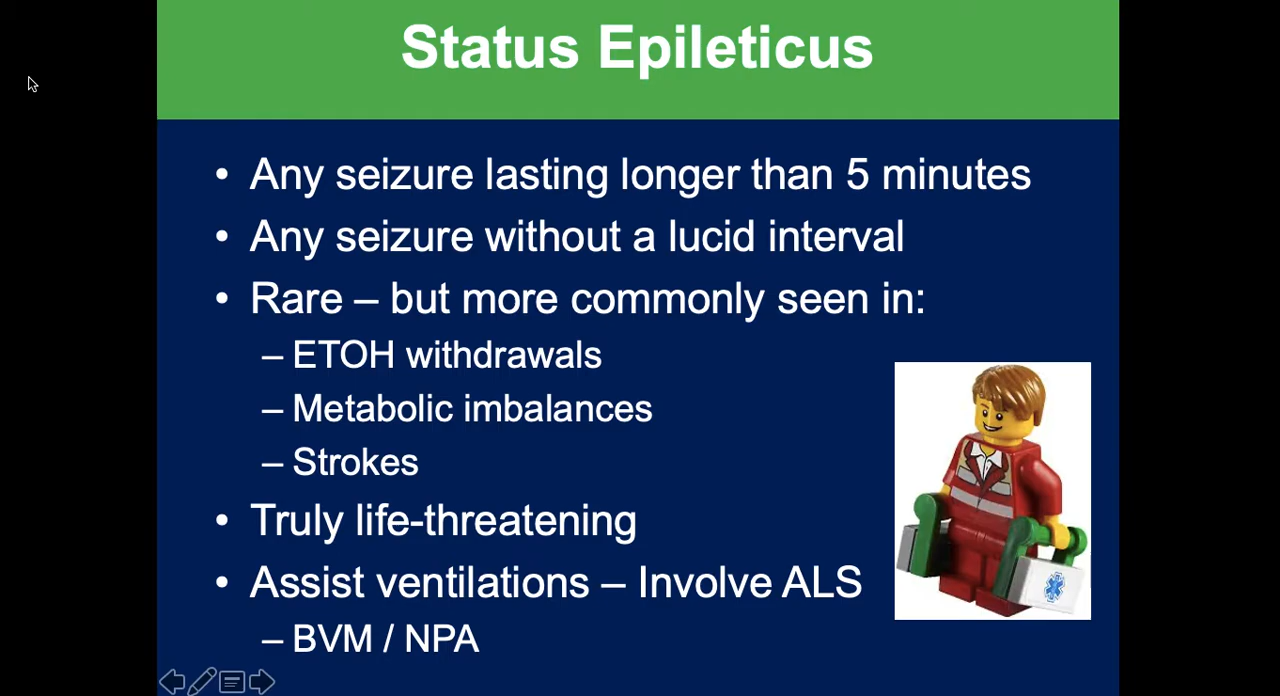 Status Epileticus
• Any seizure lasting longer than 5 minutes
• Any seizure without a lucid interval
• Rare – but more commonly seen in:
– ETOH withdrawals
– Metabolic imbalances
– Strokes
• Truly life-threatening
• Assist ventilations – Involve ALS
– BVM / NPA